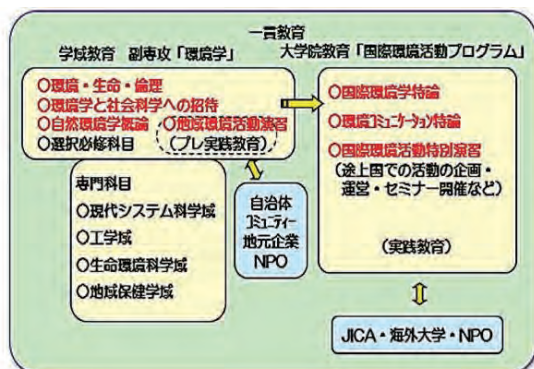 一貫教育
学域教育 副専攻「環境学」
○環境・生命・倫理
○環境学と社会科学への招待
○自然環境学概論 ○地域環境活動演習
○選択必修科目 (プレ実践教育)
専門科目
○現代システム科学域
○工学域
○生命環境科学域
○地域保健学域
自治体
コミュニティー
地元企業
NPO
大学院教育「国際環境活動プログラム」
○国際環境学特論
○環境コミュニケーション特論
○国際環境活動特別演習
(途上国での活動の企画・
運営・セミナー開催など)
(実践教育)
JICA・海外大学・NPO